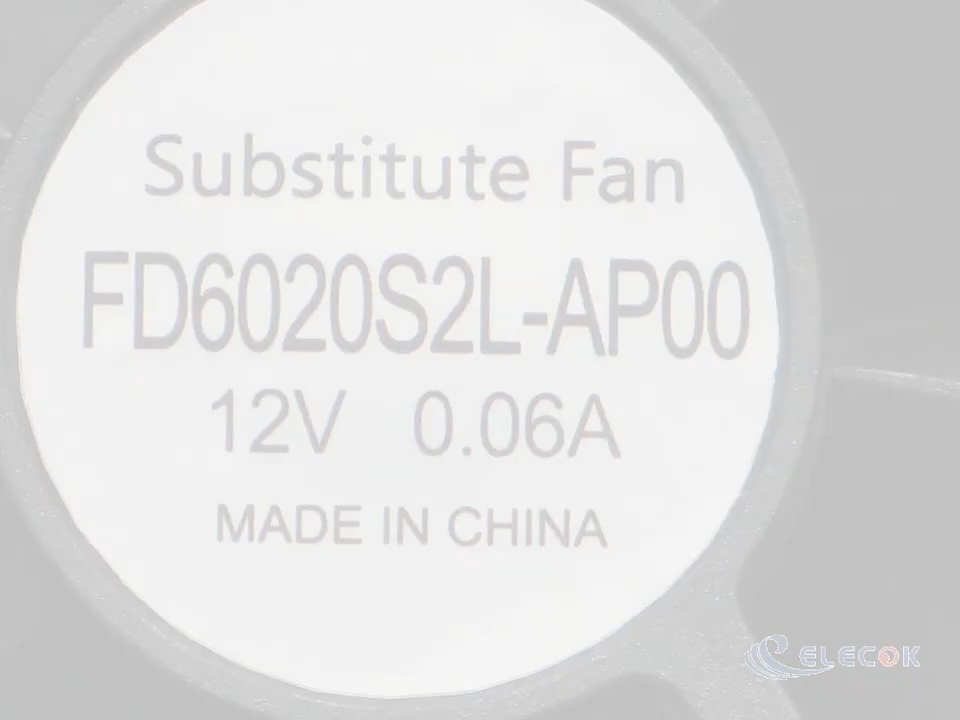 Substitute Fan
FD6020S2L-AP00
12V 0.06A
MADE IN CHINA
ELECOK